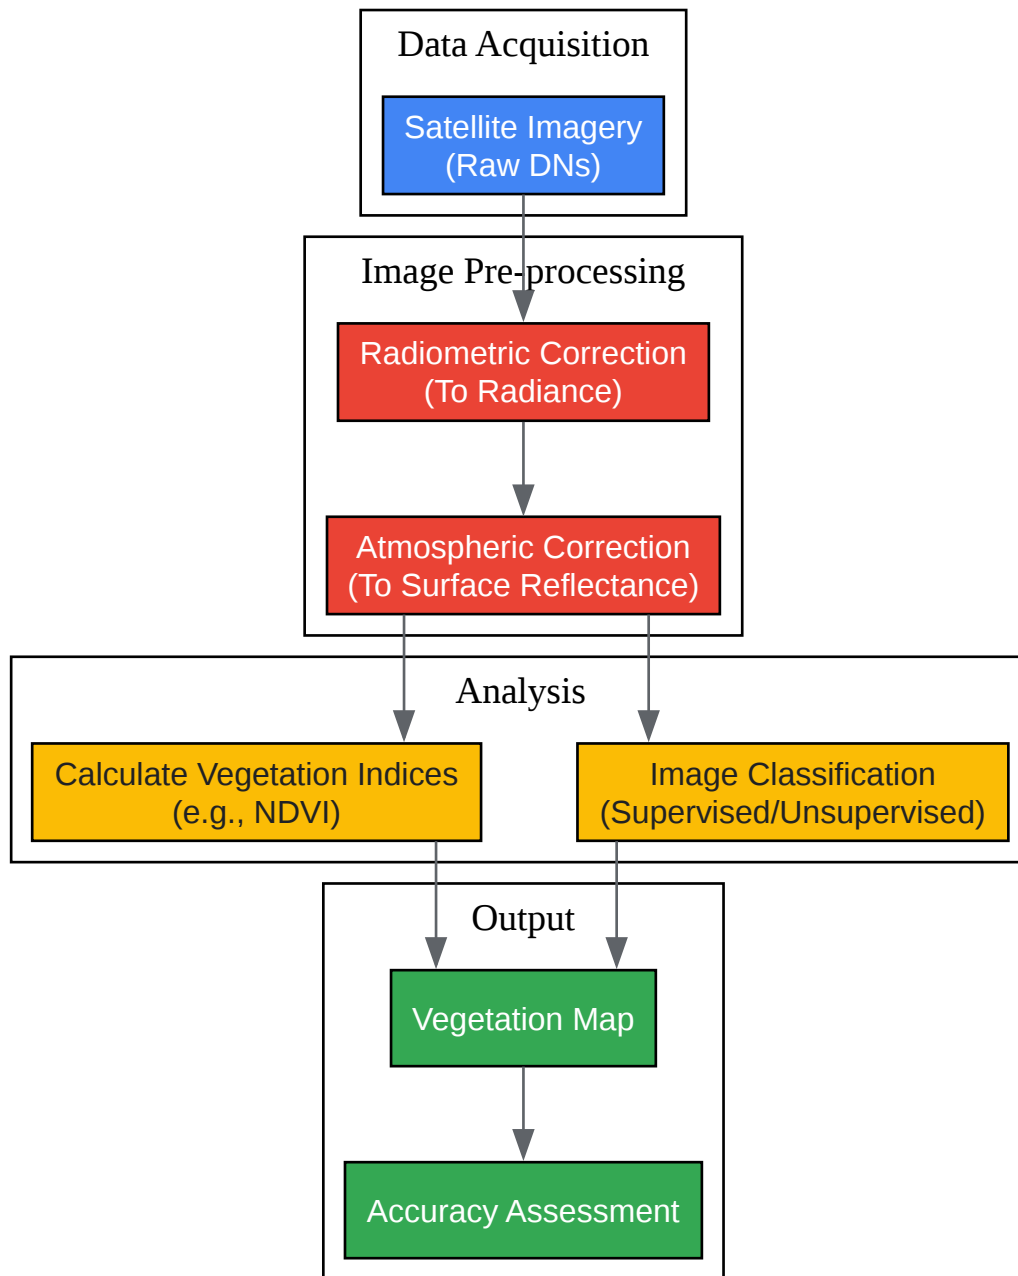 Data Acquisition
Satellite Imagery
(Raw DNs)
Image Pre-processing
Radiometric Correction
(To Radiance)
Atmospheric Correction
(To Surface Reflectance)
Analysis
Calculate Vegetation Indices
(e.g., NDVI)
Image Classification
(Supervised/Unsupervised)
Output
Vegetation Map
Accuracy Assessment